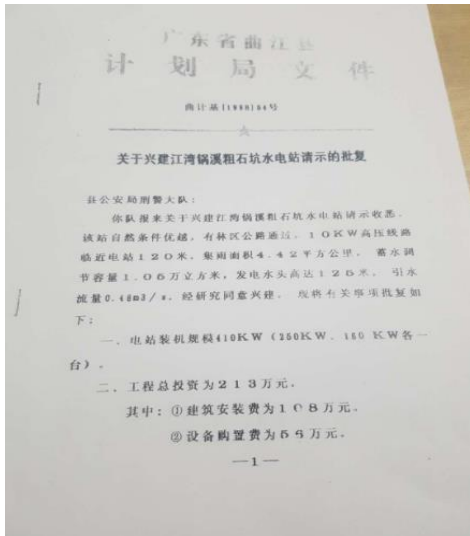 广东省曲江县
计划局文件
曲计基(1998)64号
关于兴建江湾锅溪粗石坑水电站请示的批复
县公安局刑警大队:
你队报来关于兴建江湾锅溪粗石坑水电站请示收悉。
该站自然条件优越,有林区公路通过,10KW高压线路
临近电站120米,集雨面积4.42平方公里。蓄水调
节容量1.05万立方米,发电水头高达125米,引水
流量0.48m3/s,经研究同意兴建。现将有关事项批复如
下:
一、电站装机规模410KW(250KW、160 KW各一
台)。
二、工程总投资为213万元。
其中:①建筑安装费为108万元。
②设备购置费为56万元。
—1—